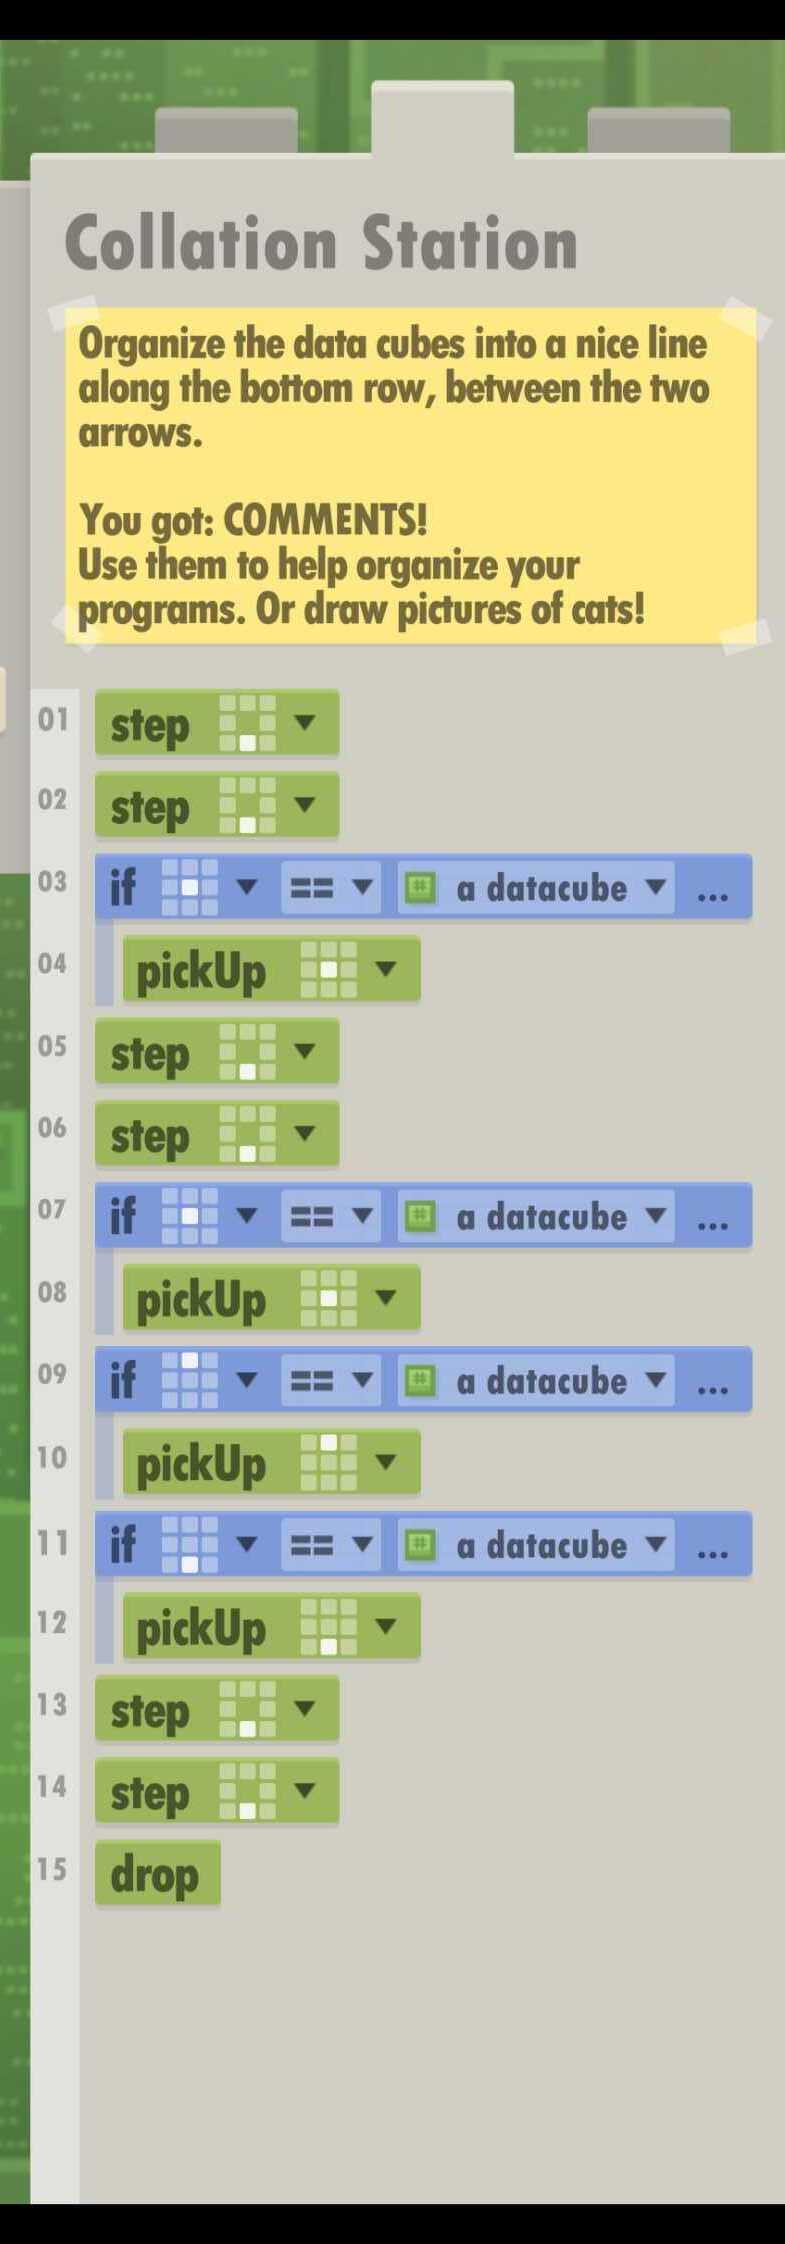 Collation Station
Organize the data cubes into a nice line
along the bottom row, between the two
arrows.
You got: COMMENTS!
Use them to help organize your
programs. Or draw pictures of cats!
01 step
02 step
03 if == # a datacube ...
04 pickUp
05 step
06 step
07 if == # a datacube ...
08 pickUp
09 if == # a datacube ...
10 pickUp
11 if == # a datacube ...
12 pickUp
13 step
14 step
15 drop